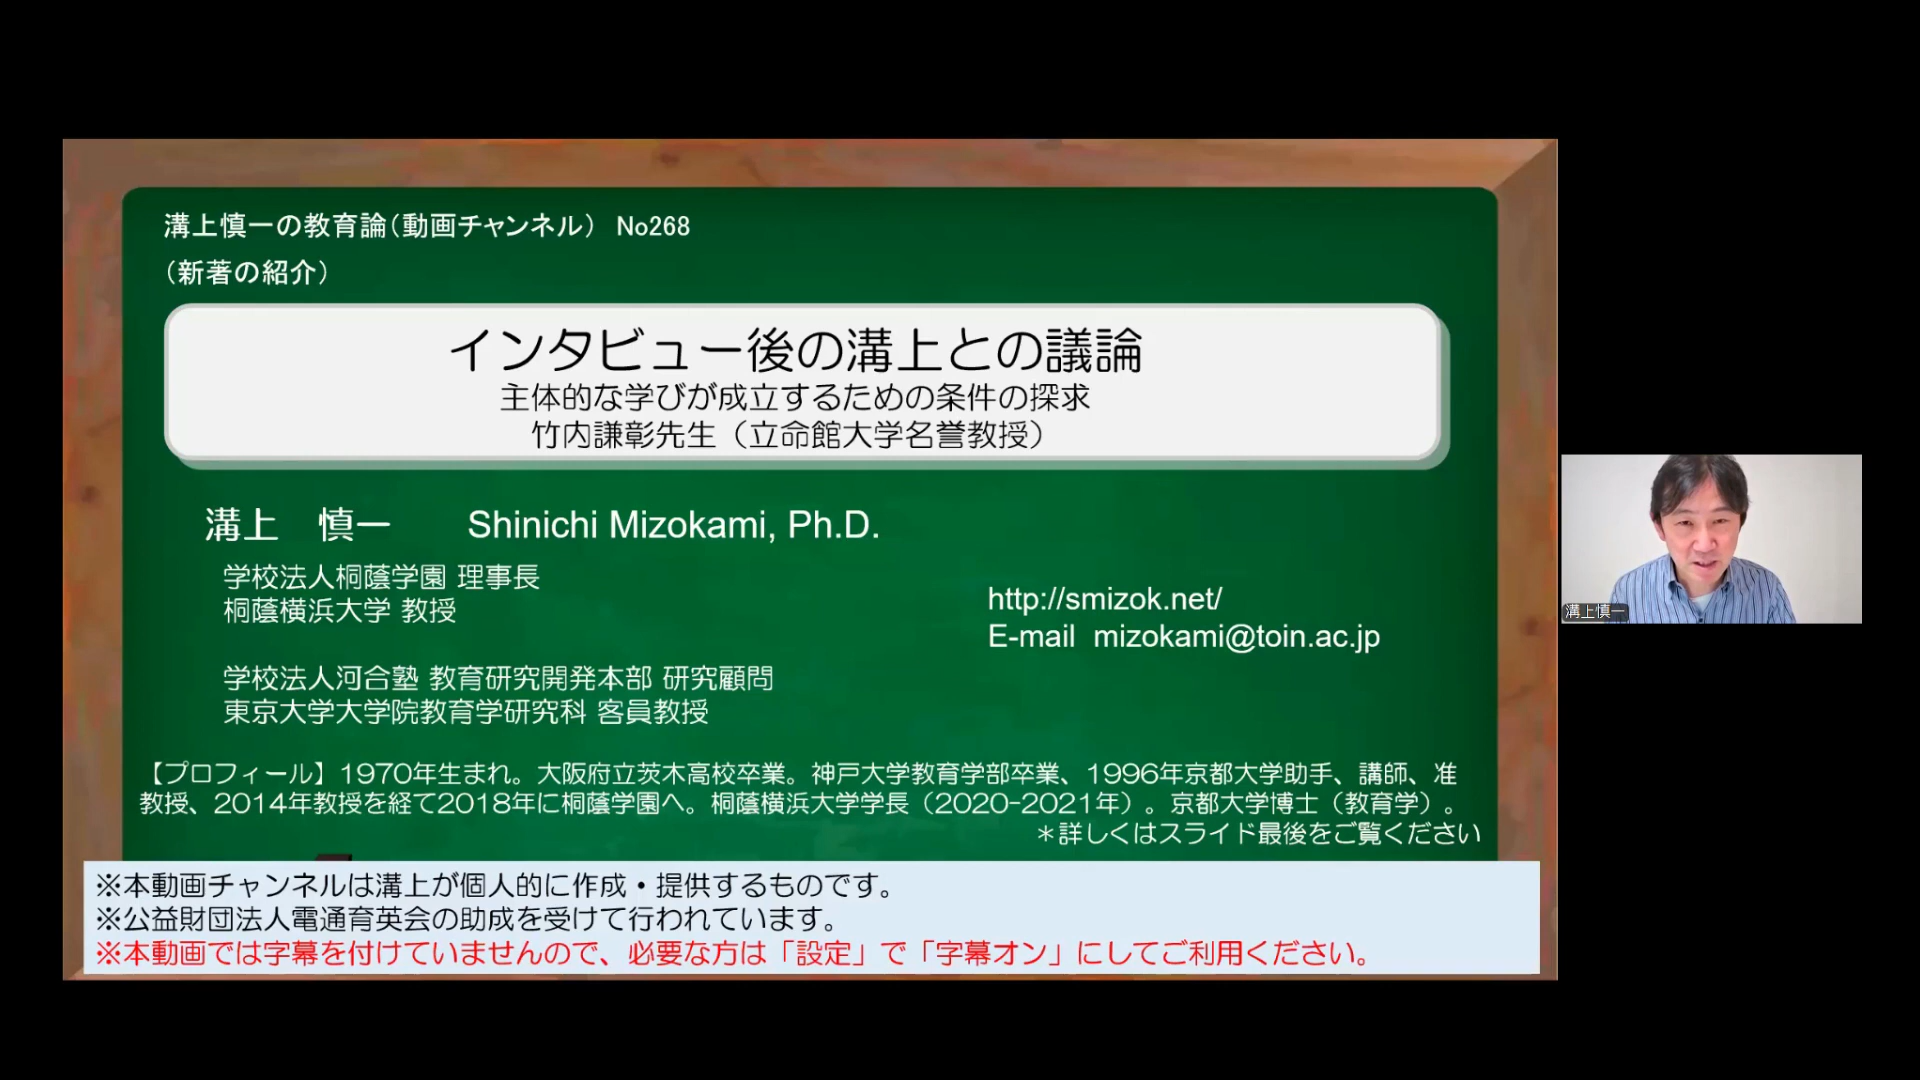 溝上慎一の教育論（動画チャンネル） No268
（新著の紹介）
インタビュー後の溝上との議論
主体的な学びが成立するための条件の探求
竹内謙彰先生（立命館大学名誉教授）
溝上 慎一 Shinichi Mizokami, Ph.D.
学校法人桐蔭学園 理事長
桐蔭横浜大学 教授
http://smizok.net/
E-mail mizokami@toin.ac.jp
学校法人河合塾 教育研究開発本部 研究顧問
東京大学大学院教育学研究科 客員教授
【プロフィール】1970年生まれ。大阪府立茨木高校卒業。神戸大学教育学部卒業、1996年京都大学助手、講師、准
教授、2014年教授を経て2018年に桐蔭学園へ。桐蔭横浜大学学長（2020-2021年）。京都大学博士（教育学）。
＊詳しくはスライド最後をご覧ください
※本動画チャンネルは溝上が個人的に作成・提供するものです。
※公益財団法人電通育英会の助成を受けて行われています。
※本動画では字幕を付けていませんので、必要な方は「設定」で「字幕オン」にしてご利用ください。
溝上慎一